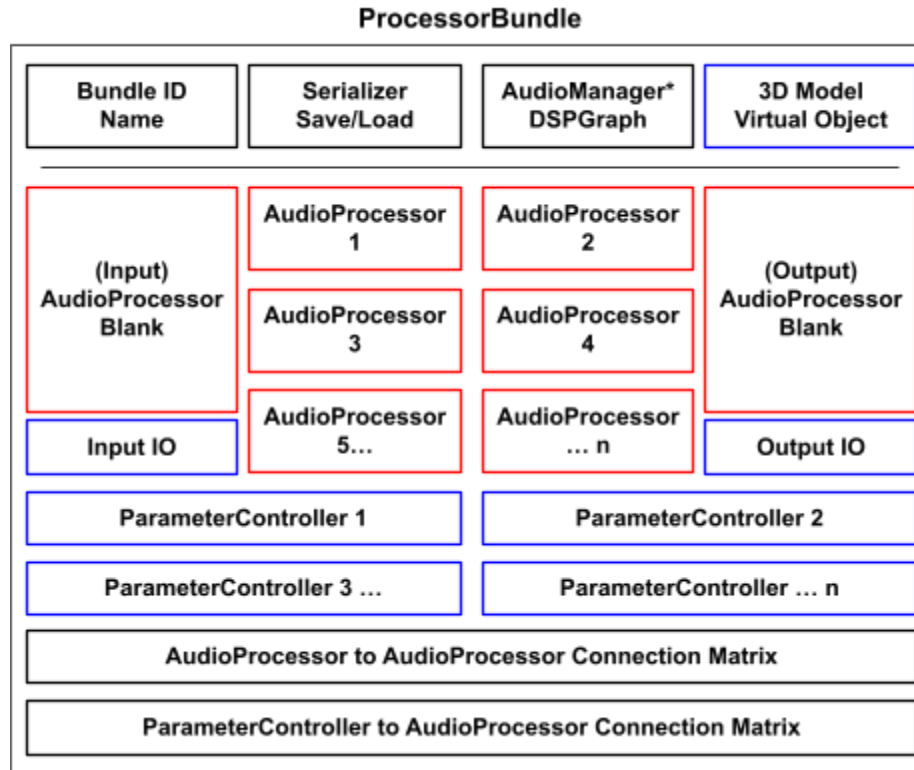 ProcessorBundle
Bundle ID
Name
Serializer
Save/Load
AudioManager*
DSPGraph
3D Model
Virtual Object
(Input)
AudioProcessor
Blank
AudioProcessor
1
AudioProcessor
2
(Output)
AudioProcessor
Blank
AudioProcessor
3
AudioProcessor
4
AudioProcessor
5...
AudioProcessor
... n
Input IO
Output IO
ParameterController 1
ParameterController 2
ParameterController 3 ...
ParameterController ... n
AudioProcessor to AudioProcessor Connection Matrix
ParameterController to AudioProcessor Connection Matrix